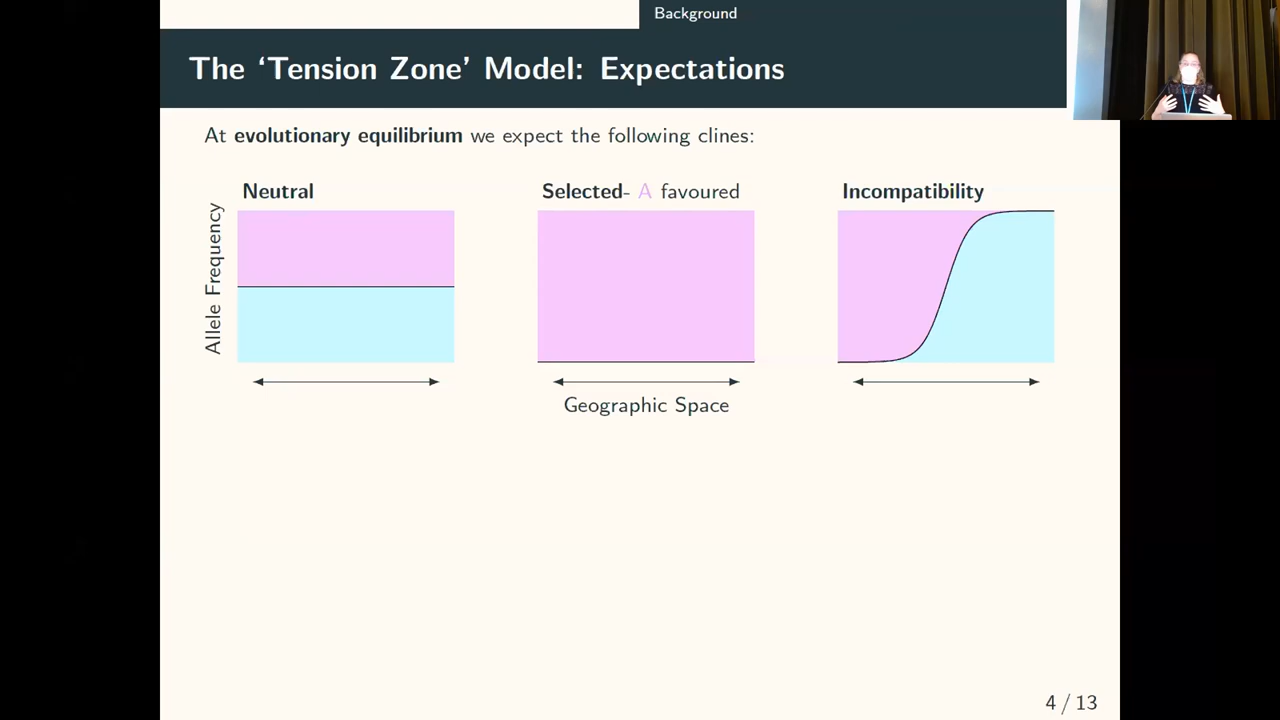 Background
The ‘Tension Zone’ Model: Expectations
At evolutionary equilibrium we expect the following clines:
Neutral
Selected- A favoured
Incompatibility
Allele Frequency
Geographic Space
4 / 13